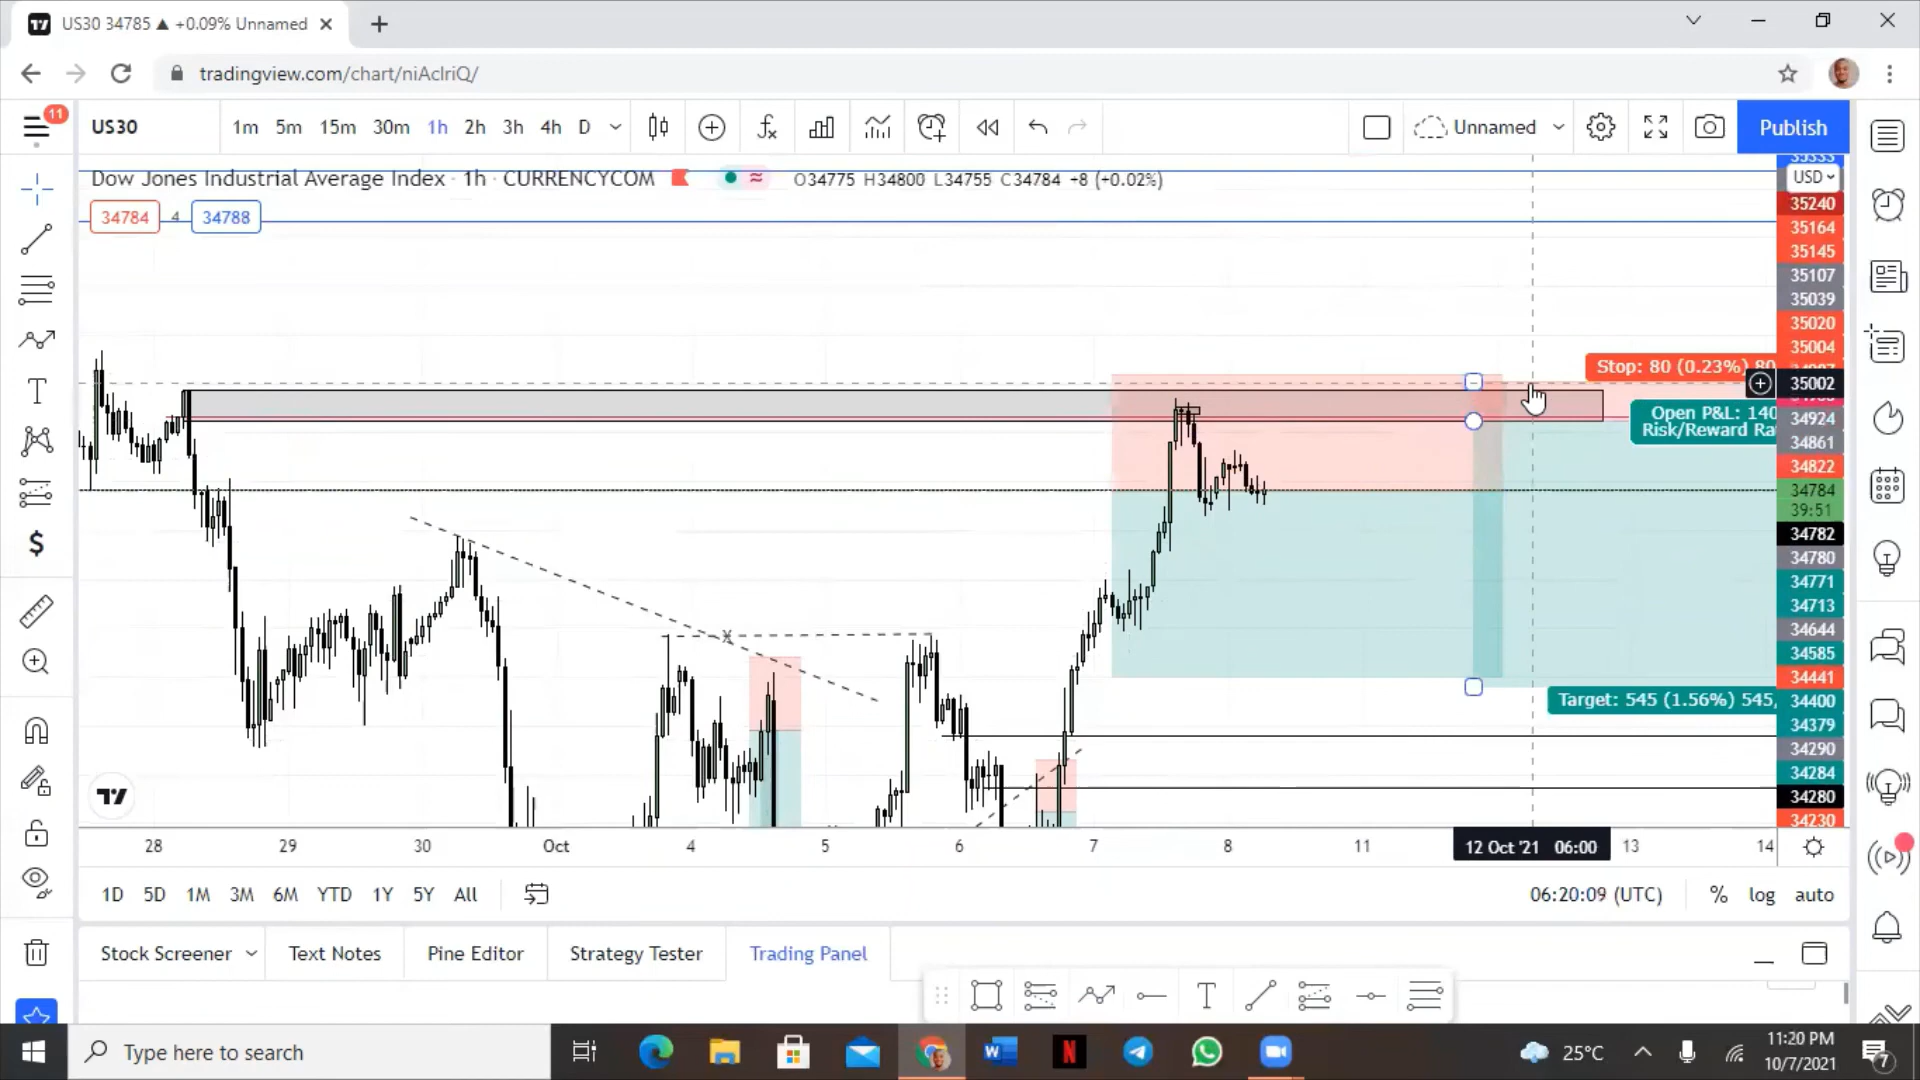 US30 34785 ▲ +0.09% Unnamed
tradingview.com/chart/niAclriQ/
11
US30
1m 5m 15m 30m 1h 2h 3h 4h D
Unnamed
Publish
Dow Jones Industrial Average Index · 1h · CURRENCYCOM
O34775 H34800 L34755 C34784 +8 (+0.02%)
34784 4 34788
35333
USD
35240
35164
35145
35107
35039
35020
35004
Stop: 80 (0.23%) 80
35002
Open P&L: 140
Risk/Reward Ra
34924
34861
34822
34784
39:51
34782
34780
34771
34713
34644
34585
34441
Target: 545 (1.56%) 545,
34400
34379
34290
34284
34280
34230
X
28 29 30 Oct 4 5 6 7 8 11 12 Oct '21 06:00 13 14
1D 5D 1M 3M 6M YTD 1Y 5Y All
06:20:09 (UTC) % log auto
Stock Screener Text Notes Pine Editor Strategy Tester Trading Panel
Type here to search
25°C
11:20 PM
10/7/2021
7